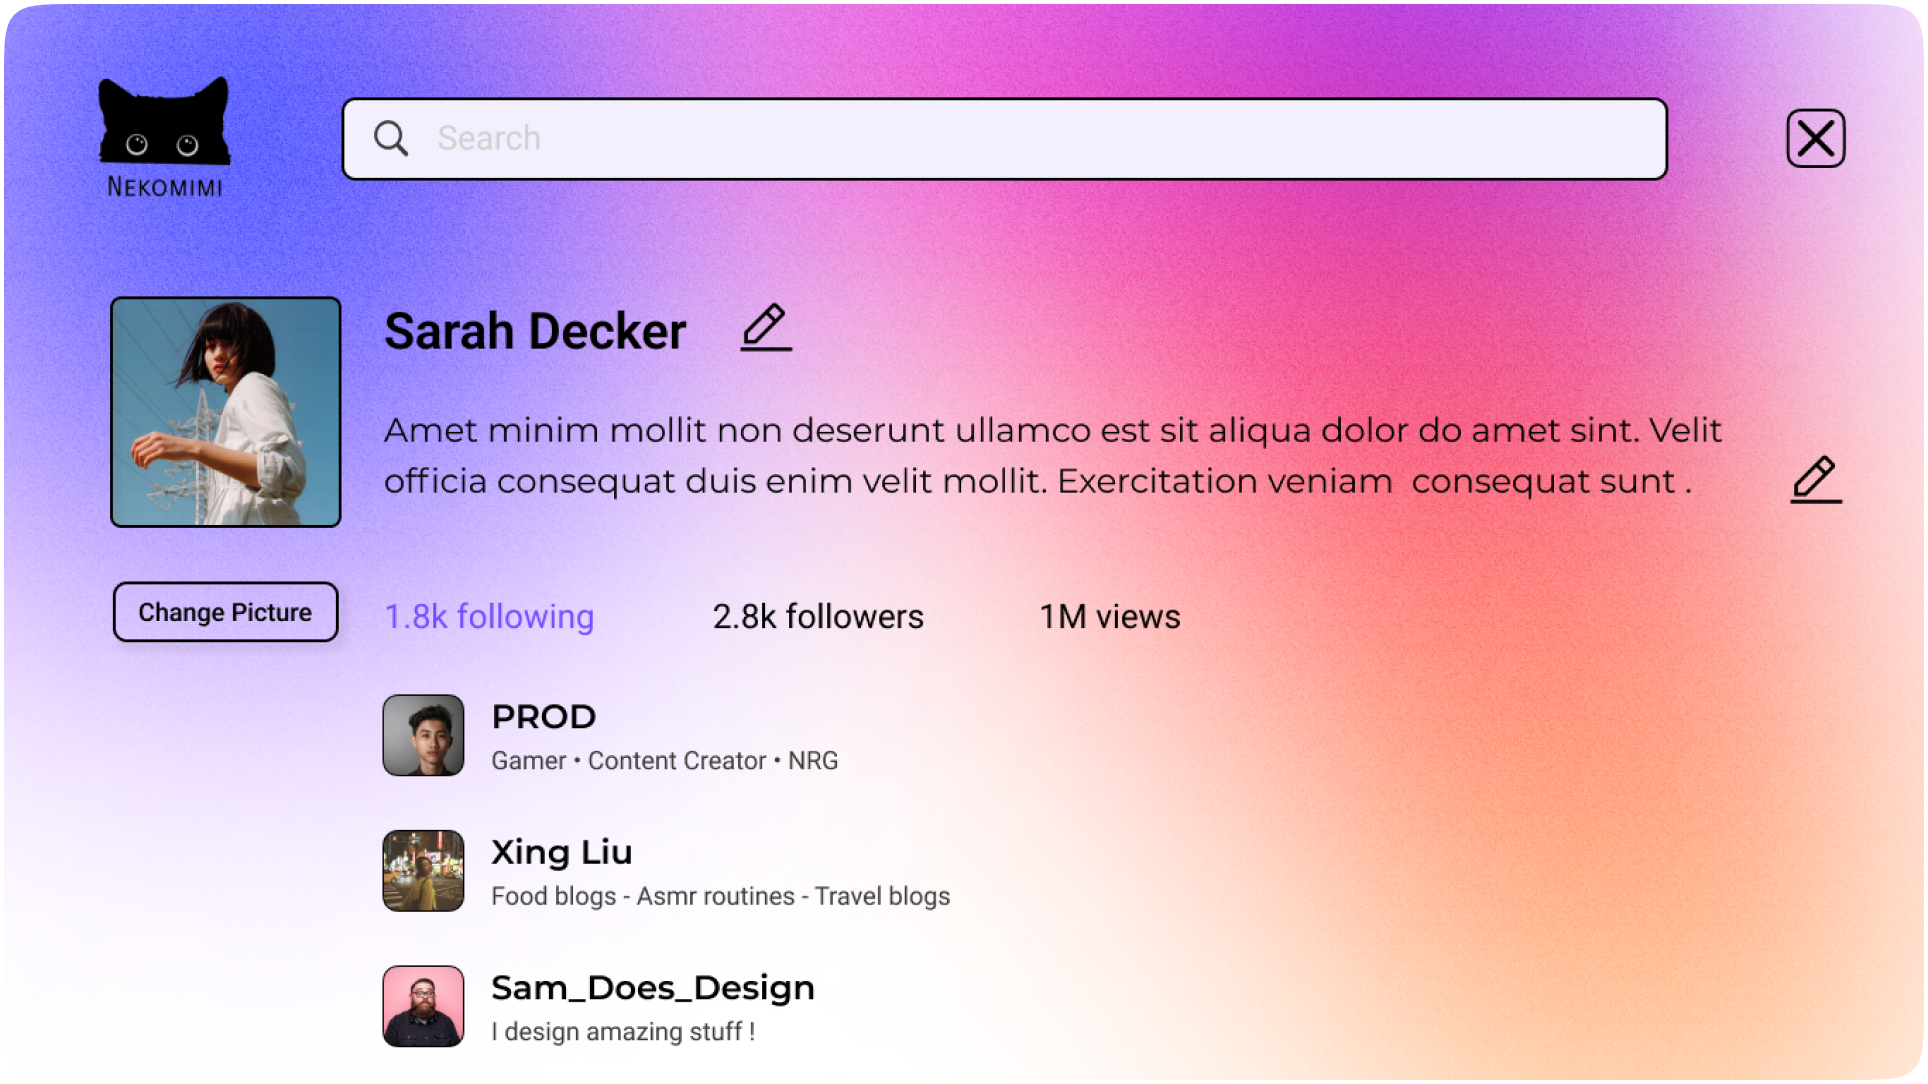 NEKOMIMI
Search
Sarah Decker
Amet minim mollit non deserunt ullamco est sit aliqua dolor do amet sint. Velit
officia consequat duis enim velit mollit. Exercitation veniam  consequat sunt .
Change Picture
1.8k following
2.8k followers
1M views
PROD
Gamer • Content Creator • NRG
Xing Liu
Food blogs - Asmr routines - Travel blogs
Sam_Does_Design
I design amazing stuff !